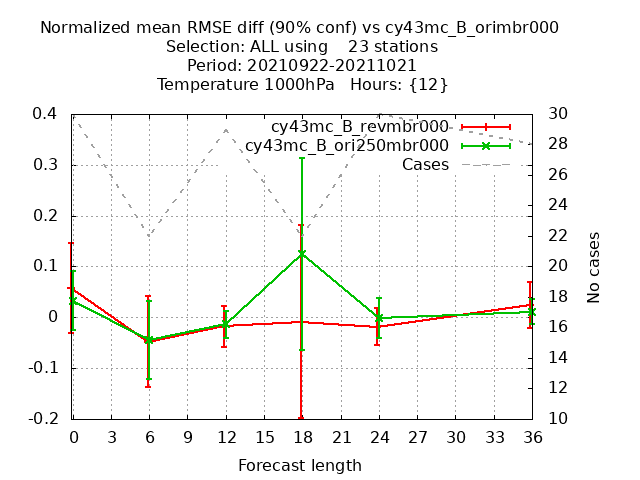 Normalized mean RMSE diff (90% conf) vs cy43mc_B_orimbr000
Selection: ALL using    23 stations
Period: 20210922-20211021
Temperature 1000hPa   Hours: {12}
cy43mc_B_revmbr000
cy43mc_B_ori250mbr000
Cases
0.4
0.3
0.2
0.1
0
-0.1
-0.2
30
28
26
24
22
20
18
16
14
12
10
No cases
0 3 6 9 12 15 18 21 24 27 30 33 36
Forecast length